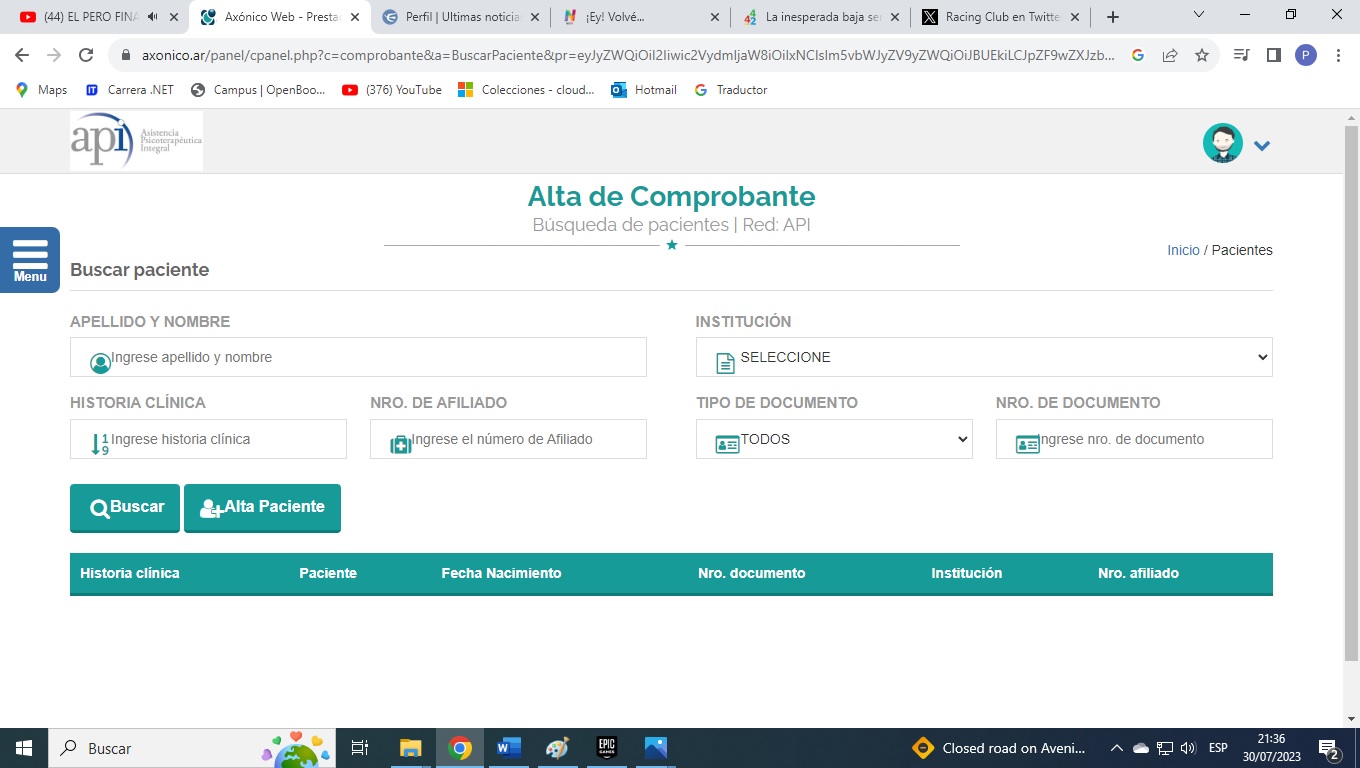 (44) EL PERO FINA
Axónico Web - Presta
Perfil | Ultimas noticia
¡Ey! Volvé...
La inesperada baja se
Racing Club en Twitte
axonico.ar/panel/cpanel.php?c=comprobante&a=BuscarPaciente&pr=eyJyZWQiOiI2Iiwic2VydmljaW8iOiIxNCIsIm5vbWJyZV9yZWQiOiJBUEkiLCJpZF9wZXJzb...
P
Maps
Carrera .NET
Campus | OpenBoo...
(376) YouTube
Colecciones - cloud...
Hotmail
Traductor
api Asistencia
Psicoterapéutica
Integral
Alta de Comprobante
Búsqueda de pacientes | Red: API
Menu
Inicio / Pacientes
Buscar paciente
APELLIDO Y NOMBRE
INSTITUCIÓN
Ingrese apellido y nombre
SELECCIONE
HISTORIA CLÍNICA
NRO. DE AFILIADO
TIPO DE DOCUMENTO
NRO. DE DOCUMENTO
Ingrese historia clínica
Ingrese el número de Afiliado
TODOS
Ingrese nro. de documento
Buscar
Alta Paciente
Historia clínica
Paciente
Fecha Nacimiento
Nro. documento
Institución
Nro. afiliado
Buscar
EPIC
GAMES
Closed road on Aveni...
ESP
21:36
30/07/2023
2